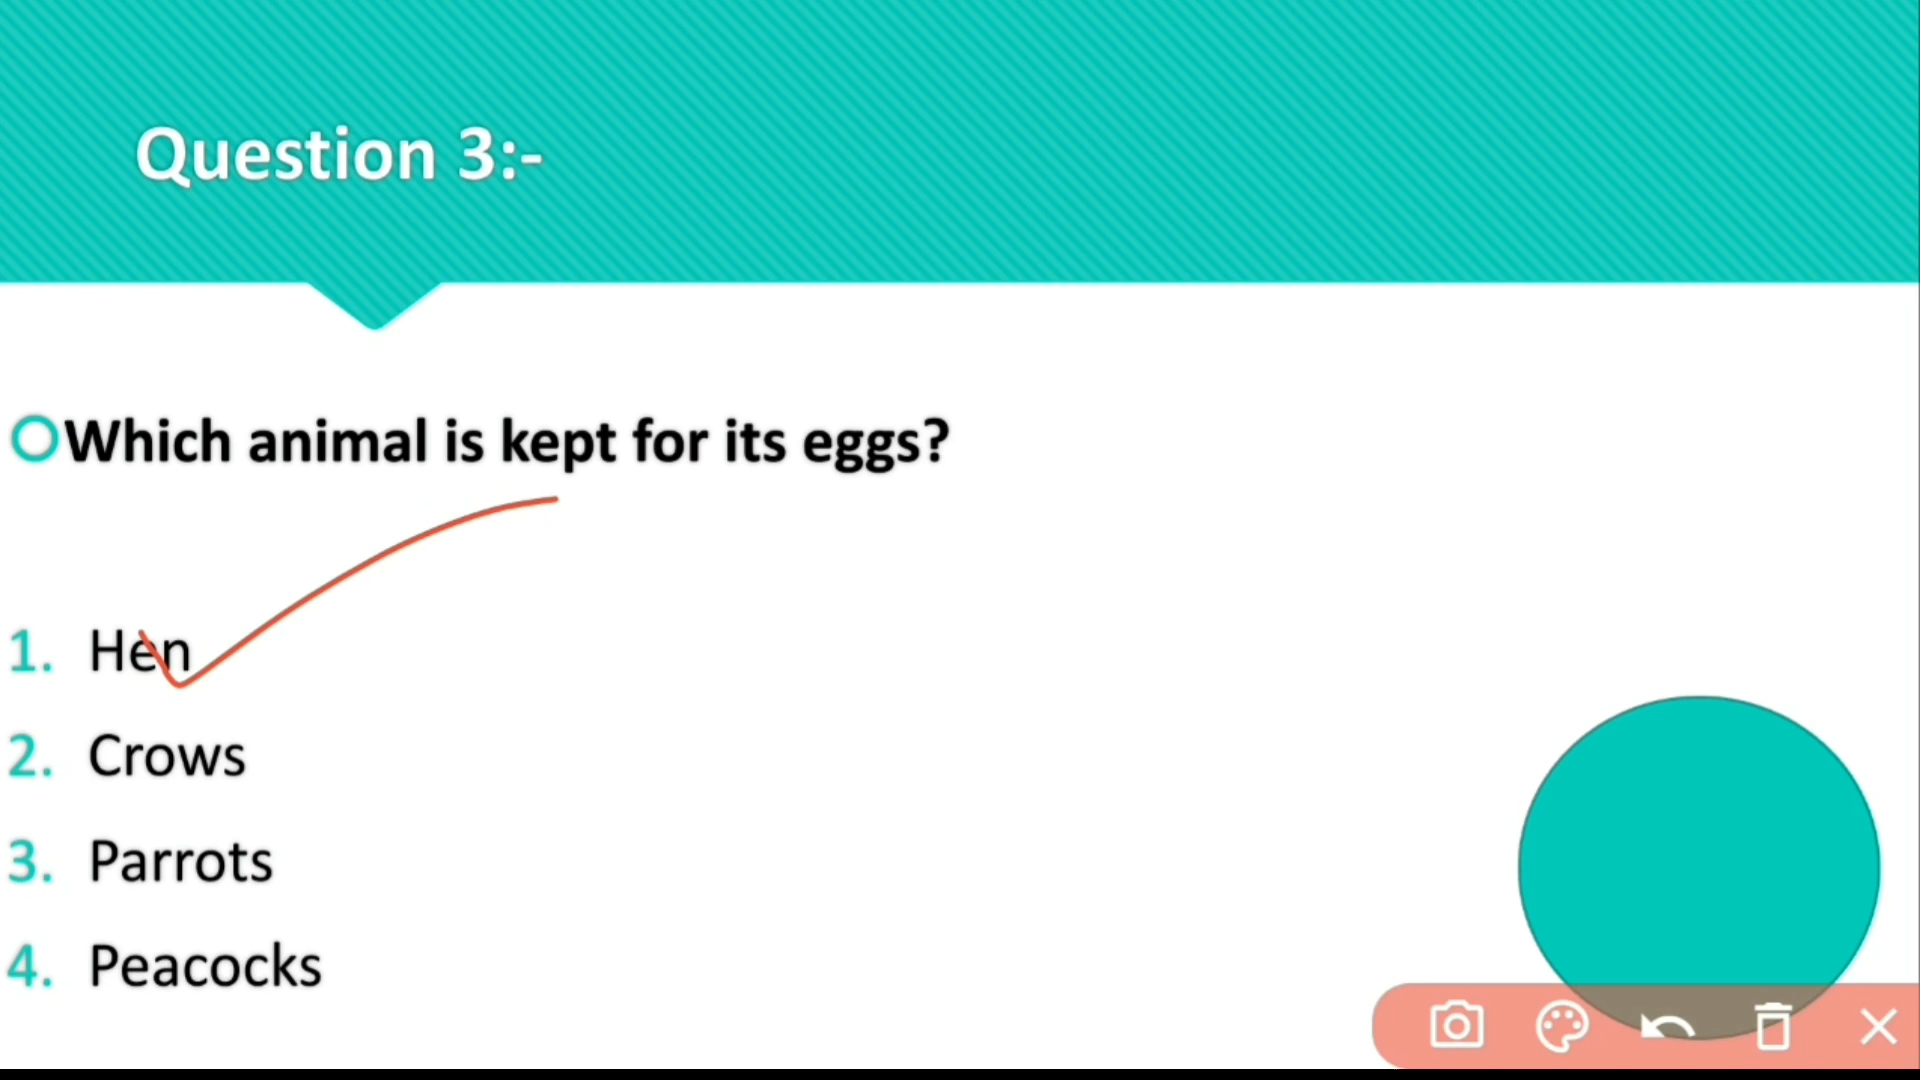 Question 3:-
Which animal is kept for its eggs?
1. Hen
2. Crows
3. Parrots
4. Peacocks